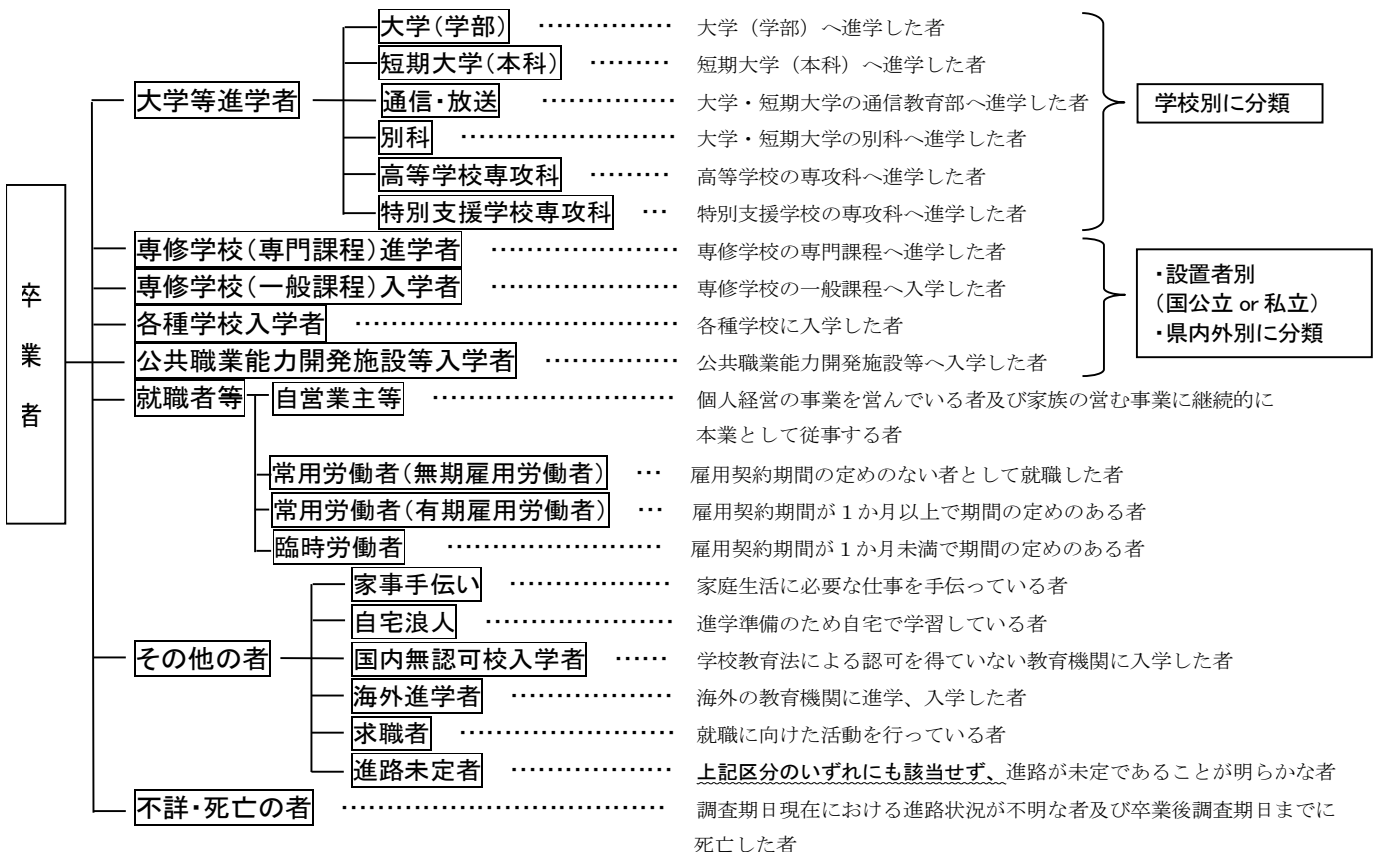 大学(学部) ・・・・・・・・・・・・・・・ 大学（学部）へ進学した者
短期大学(本科) ・・・・・・・・・ 短期大学（本科）へ進学した者
大学等進学者 通信・放送 ・・・・・・・・・・・・・・・ 大学・短期大学の通信教育部へ進学した者 学校別に分類
別科 ・・・・・・・・・・・・・・・・・・・・・・・・ 大学・短期大学の別科へ進学した者
高等学校専攻科 ・・・・・・・・・ 高等学校の専攻科へ進学した者
特別支援学校専攻科 ・・・ 特別支援学校の専攻科へ進学した者
専修学校(専門課程)進学者 ・・・・・・・・・・・・・・・・・・・・・ 専修学校の専門課程へ進学した者
専修学校(一般課程)入学者 ・・・・・・・・・・・・・・・・・・・・・ 専修学校の一般課程へ入学した者
各種学校入学者 ・・・・・・・・・・・・・・・・・・・・・・・・・・・・・・・・・・・・ 各種学校に入学した者
公共職業能力開発施設等入学者 ・・・・・・・・・・・・・・・ 公共職業能力開発施設等へ入学した者
・設置者別
(国公立 or 私立)
・県内外別に分類
卒業者
就職者等 自営業主等 ・・・・・・・・・・・・・・・・・・・・・・・・・・・ 個人経営の事業を営んでいる者及び家族の営む事業に継続的に
本業として従事する者
常用労働者(無期雇用労働者) ・・・ 雇用契約期間の定めのない者として就職した者
常用労働者(有期雇用労働者) ・・・ 雇用契約期間が１か月以上で期間の定めのある者
臨時労働者 ・・・・・・・・・・・・・・・・・・・・・・・・ 雇用契約期間が１か月未満で期間の定めのある者
家事手伝い ・・・・・・・・・・・・・・・・・・ 家庭生活に必要な仕事を手伝っている者
自宅浪人 ・・・・・・・・・・・・・・・・・・・・・ 進学準備のため自宅で学習している者
その他の者 国内無認可校入学者 ・・・・・・ 学校教育法による認可を得ていない教育機関に入学した者
海外進学者 ・・・・・・・・・・・・・・・・・・ 海外の教育機関に進学、入学した者
求職者 ・・・・・・・・・・・・・・・・・・・・・・・・ 就職に向けた活動を行っている者
進路未定者 ・・・・・・・・・・・・・・・・・・ 上記区分のいずれにも該当せず、進路が未定であることが明らかな者
不詳・死亡の者 ・・・・・・・・・・・・・・・・・・・・・・・・・・・・・・・・・・・・ 調査期日現在における進路状況が不明な者及び卒業後調査期日までに
死亡した者